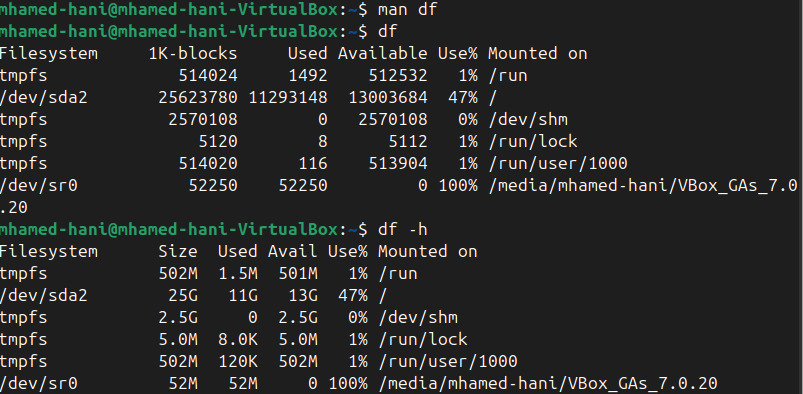 mhamed-hani@mhamed-hani-VirtualBox:~$ man df
mhamed-hani@mhamed-hani-VirtualBox:~$ df
Filesystem     1K-blocks     Used Available Use% Mounted on
tmpfs             514024     1492    512532   1% /run
/dev/sda2       25623780 11293148  13003684  47% /
tmpfs            2570108        0   2570108   0% /dev/shm
tmpfs               5120        8      5112   1% /run/lock
tmpfs             514020      116    513904   1% /run/user/1000
/dev/sr0           52250    52250         0 100% /media/mhamed-hani/VBox_GAs_7.0
.20
mhamed-hani@mhamed-hani-VirtualBox:~$ df -h
Filesystem      Size  Used Avail Use% Mounted on
tmpfs           502M  1.5M  501M   1% /run
/dev/sda2        25G   11G   13G  47% /
tmpfs           2.5G     0  2.5G   0% /dev/shm
tmpfs           5.0M  8.0K  5.0M   1% /run/lock
tmpfs           502M  120K  502M   1% /run/user/1000
/dev/sr0         52M   52M     0 100% /media/mhamed-hani/VBox_GAs_7.0.20